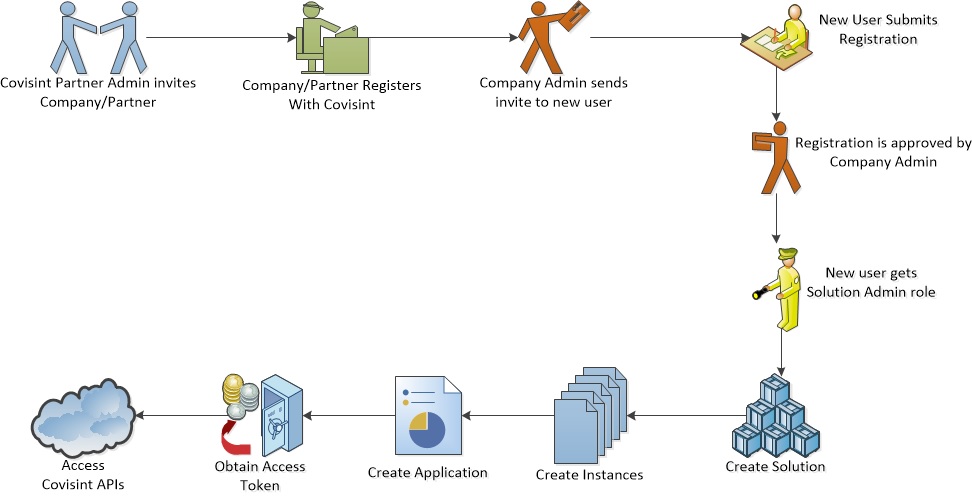 Covisint Partner Admin invites
Company/Partner
Company/Partner Registers
With Covisint
Company Admin sends
invite to new user
New User Submits
Registration
Registration is approved by
Company Admin
New user gets
Solution Admin role
Create Solution
Create Instances
Create Application
Obtain Access
Token
Access
Covisint APIs